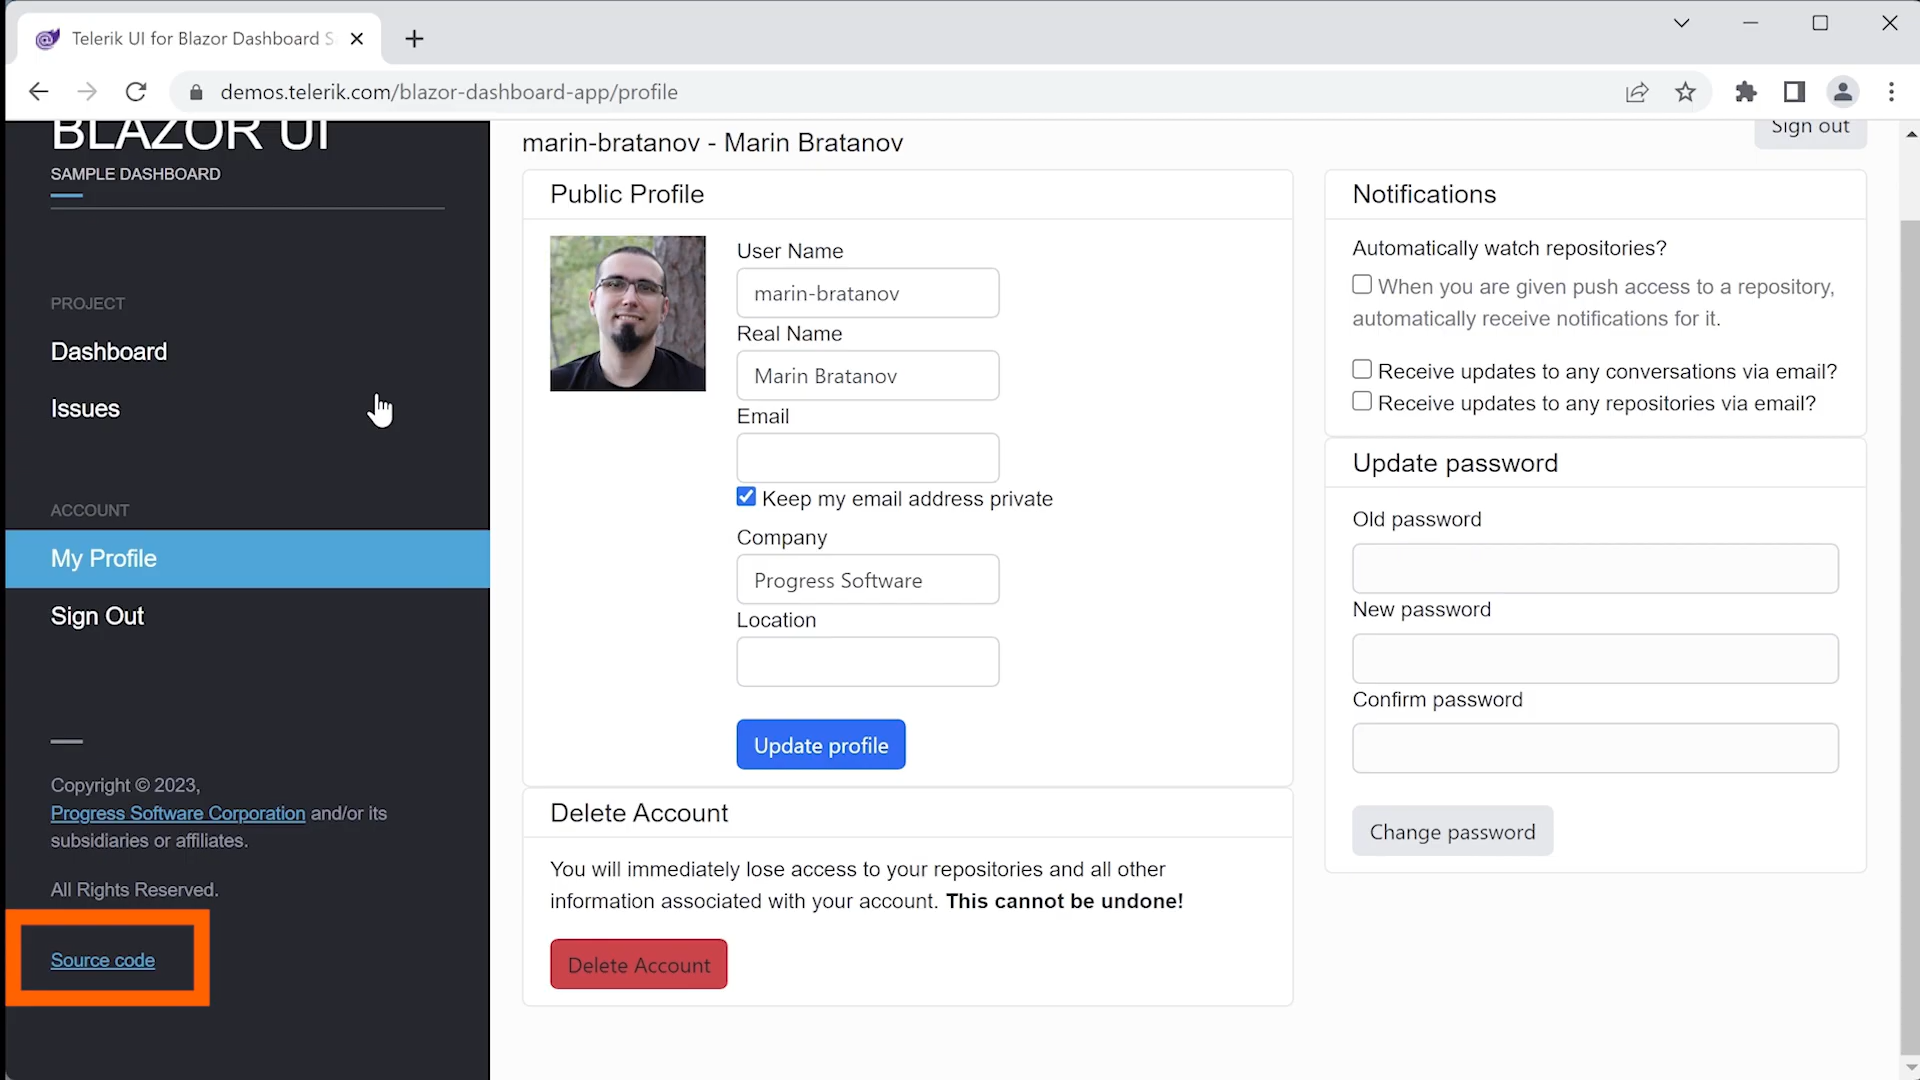 Telerik UI for Blazor Dashboard S
demos.telerik.com/blazor-dashboard-app/profile
BLAZOR UI
SAMPLE DASHBOARD
PROJECT
Dashboard
Issues
ACCOUNT
My Profile
Sign Out
Copyright © 2023,
Progress Software Corporation and/or its
subsidiaries or affiliates.
All Rights Reserved.
Source code
marin-bratanov - Marin Bratanov
Sign out
Public Profile
User Name
marin-bratanov
Real Name
Marin Bratanov
Email
Keep my email address private
Company
Progress Software
Location
Update profile
Delete Account
You will immediately lose access to your repositories and all other
information associated with your account. This cannot be undone!
Delete Account
Notifications
Automatically watch repositories?
When you are given push access to a repository,
automatically receive notifications for it.
Receive updates to any conversations via email?
Receive updates to any repositories via email?
Update password
Old password
New password
Confirm password
Change password